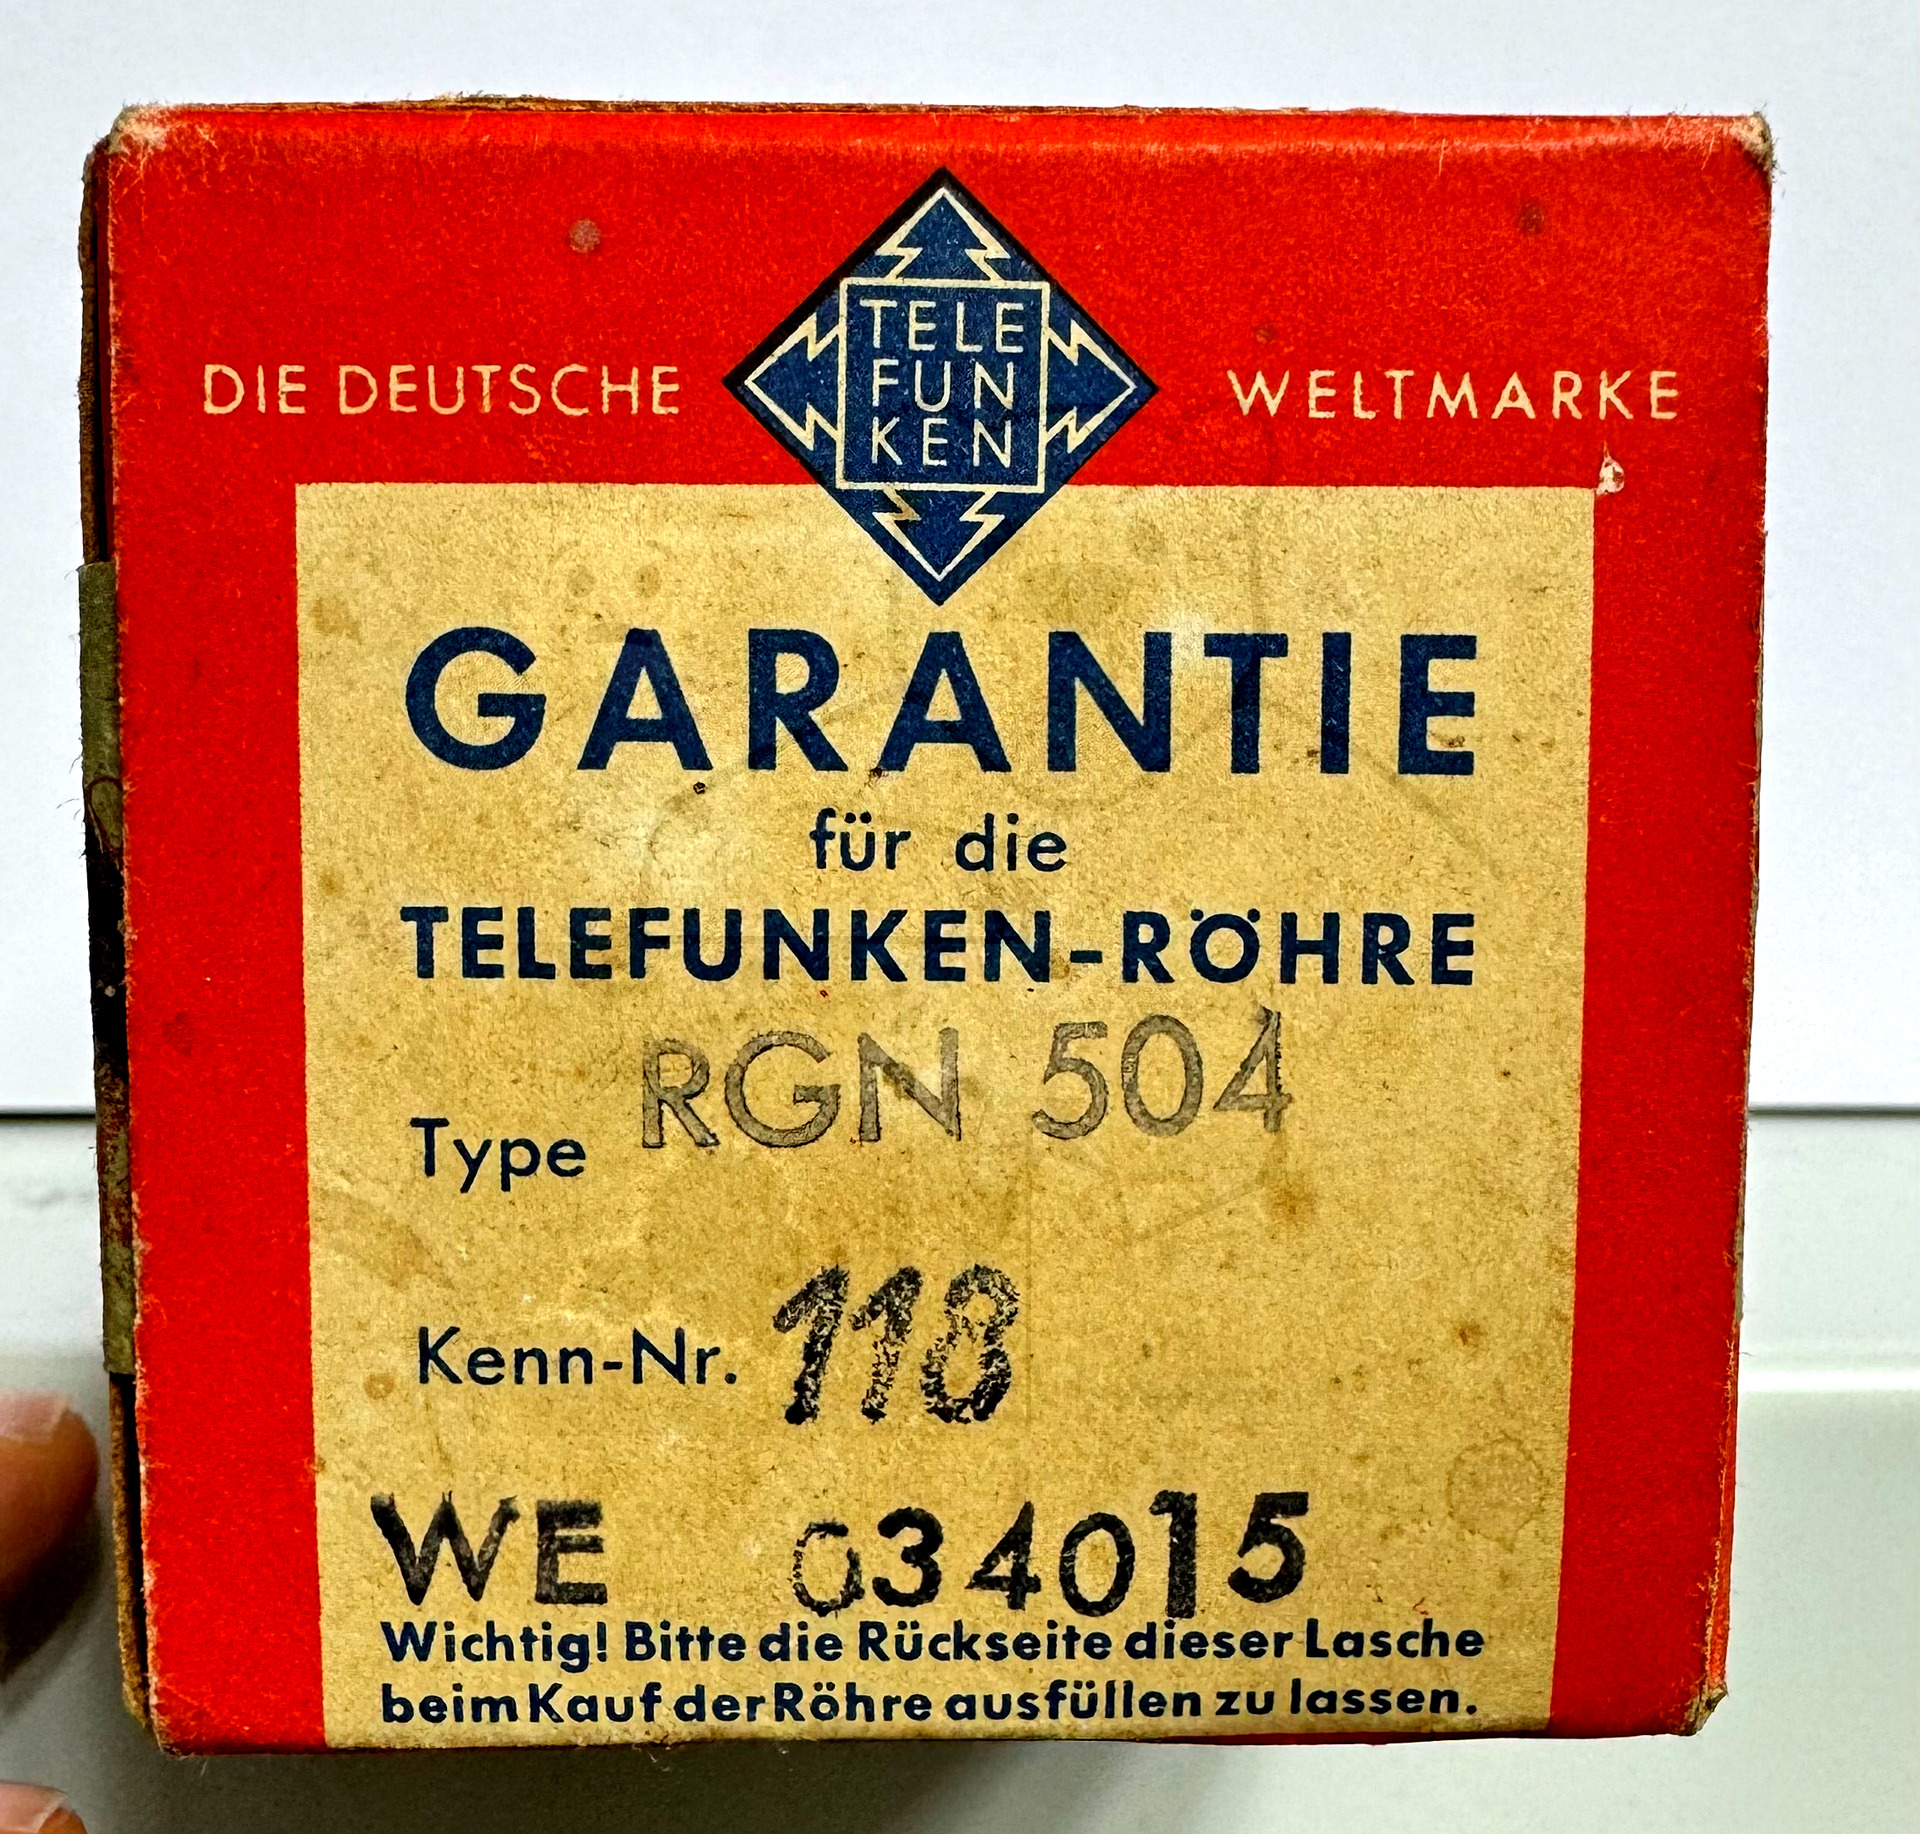 DIE DEUTSCHE WELTMARKE
TELE
FUN
KEN
GARANTIE
für die
TELEFUNKEN-RÖHRE
Type RGN 504
Kenn-Nr. 118
WE 034015
Wichtig! Bitte die Rückseite dieser Lasche
beim Kauf der Röhre ausfüllen zu lassen.